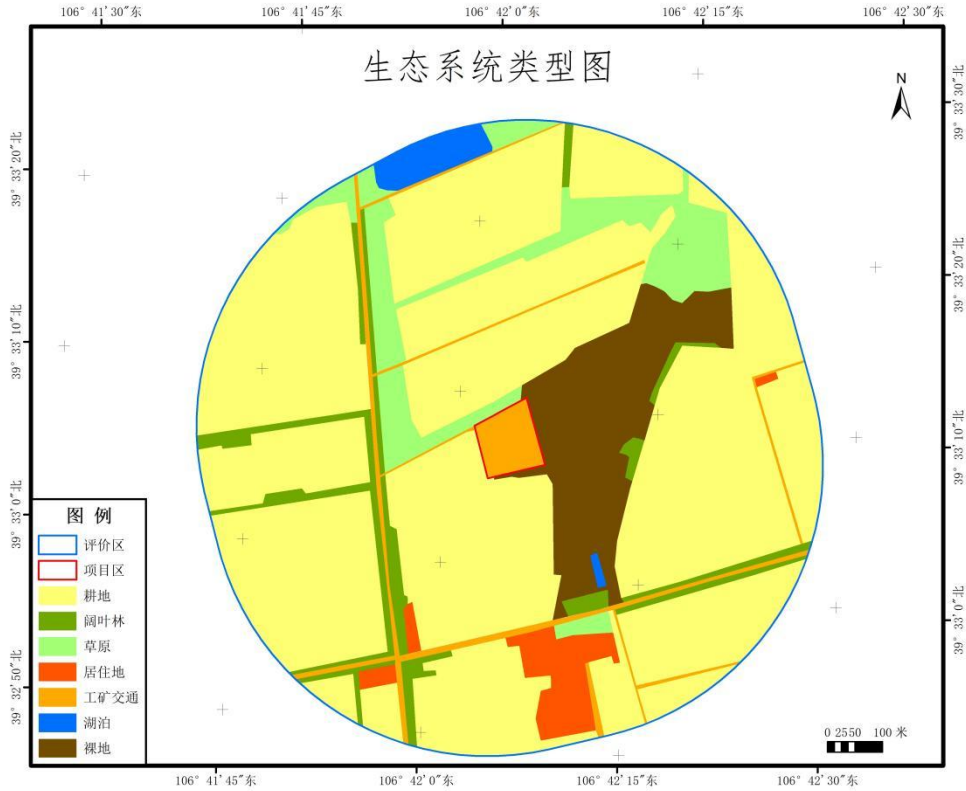 106° 41′30″东 106° 41′45″东 106° 42′0″东 106° 42′15″东 106° 42′30″东
生态系统类型图
N
39° 33′30″北
39° 33′20″北
39° 33′20″北
39° 33′10″北
39° 33′10″北
39° 33′0″北
39° 33′0″北
39° 32′50″北
图 例
评价区
项目区
耕地
阔叶林
草原
居住地
工矿交通
湖泊
裸地
0 2550 100 米
106° 41′45″东 106° 42′0″东 106° 42′15″东 106° 42′30″东